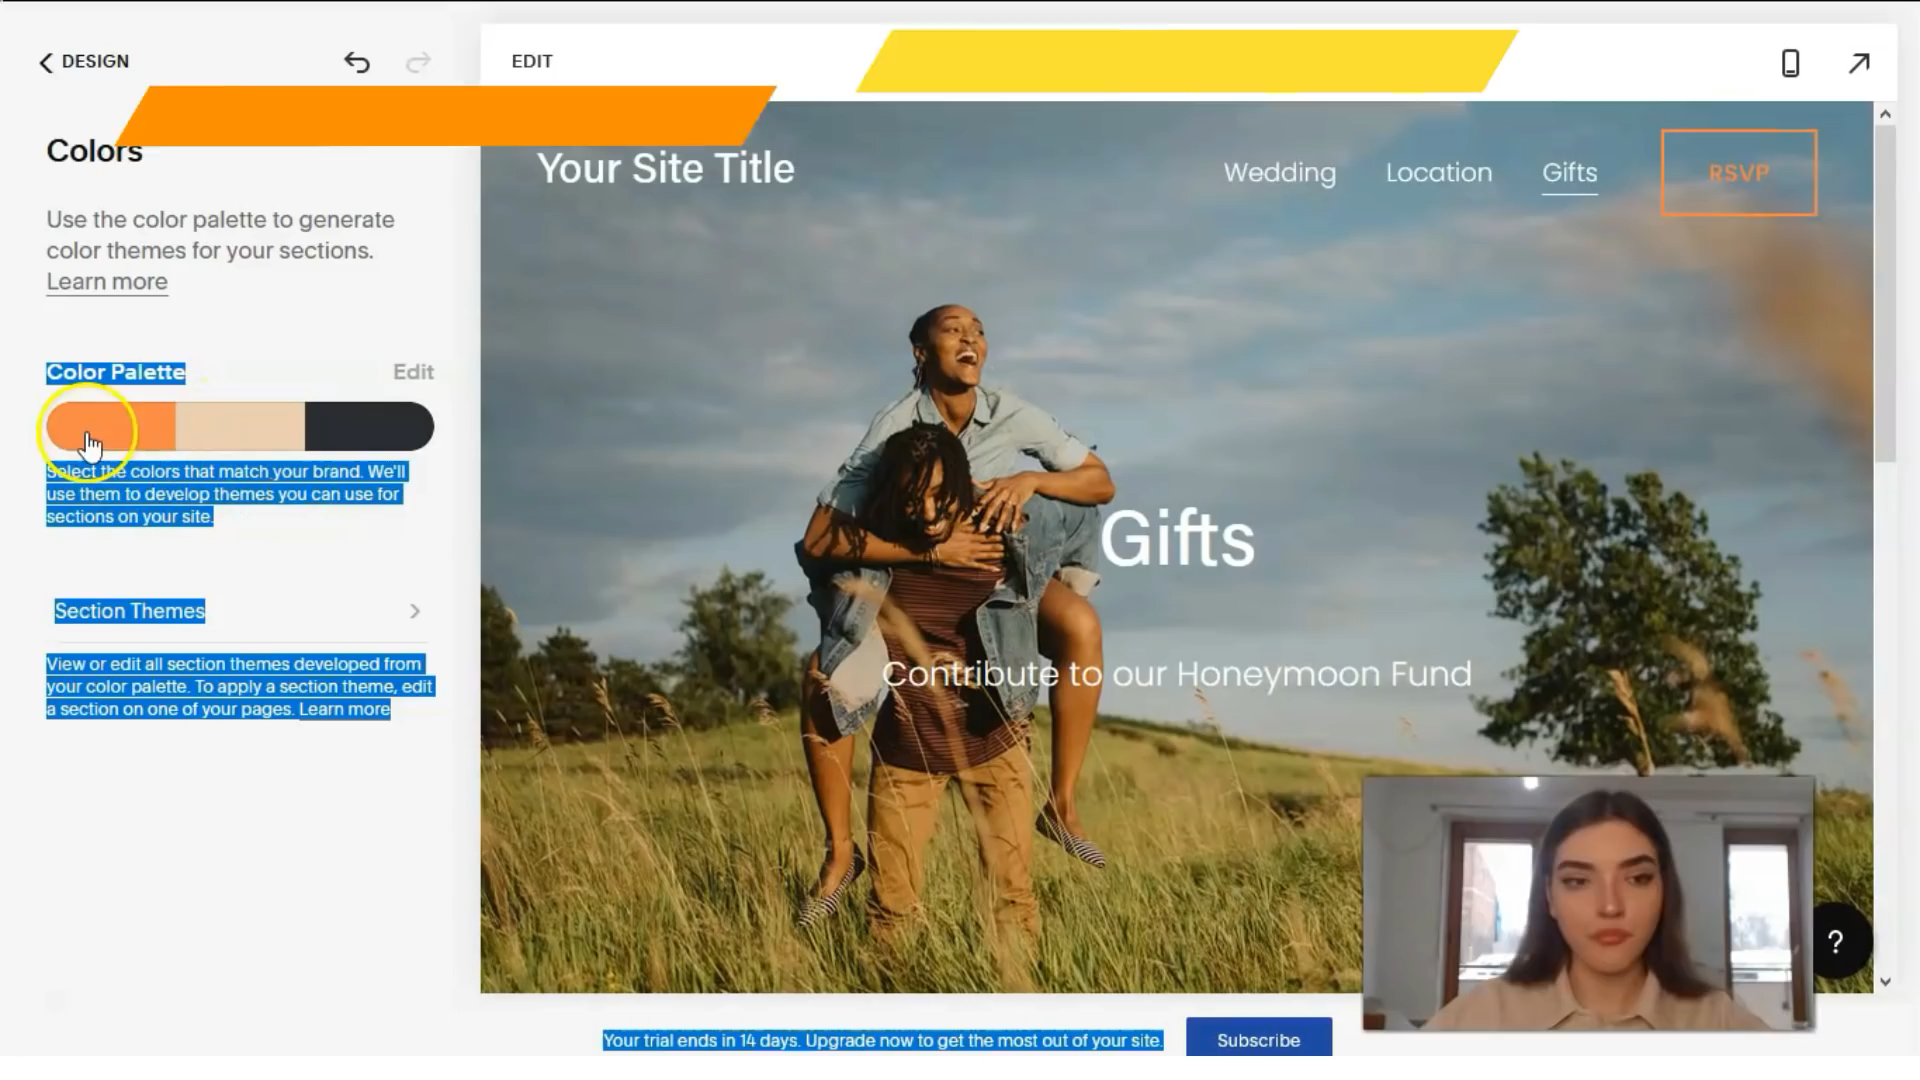 DESIGN
EDIT
Colors
Use the color palette to generate
color themes for your sections.
Learn more
Color Palette
Edit
Select the colors that match your brand. We'll
use them to develop themes you can use for
sections on your site.
Section Themes
View or edit all section themes developed from
your color palette. To apply a section theme, edit
a section on one of your pages. Learn more
Your Site Title
Wedding
Location
Gifts
RSVP
Gifts
Contribute to our Honeymoon Fund
?
Your trial ends in 14 days. Upgrade now to get the most out of your site.
Subscribe